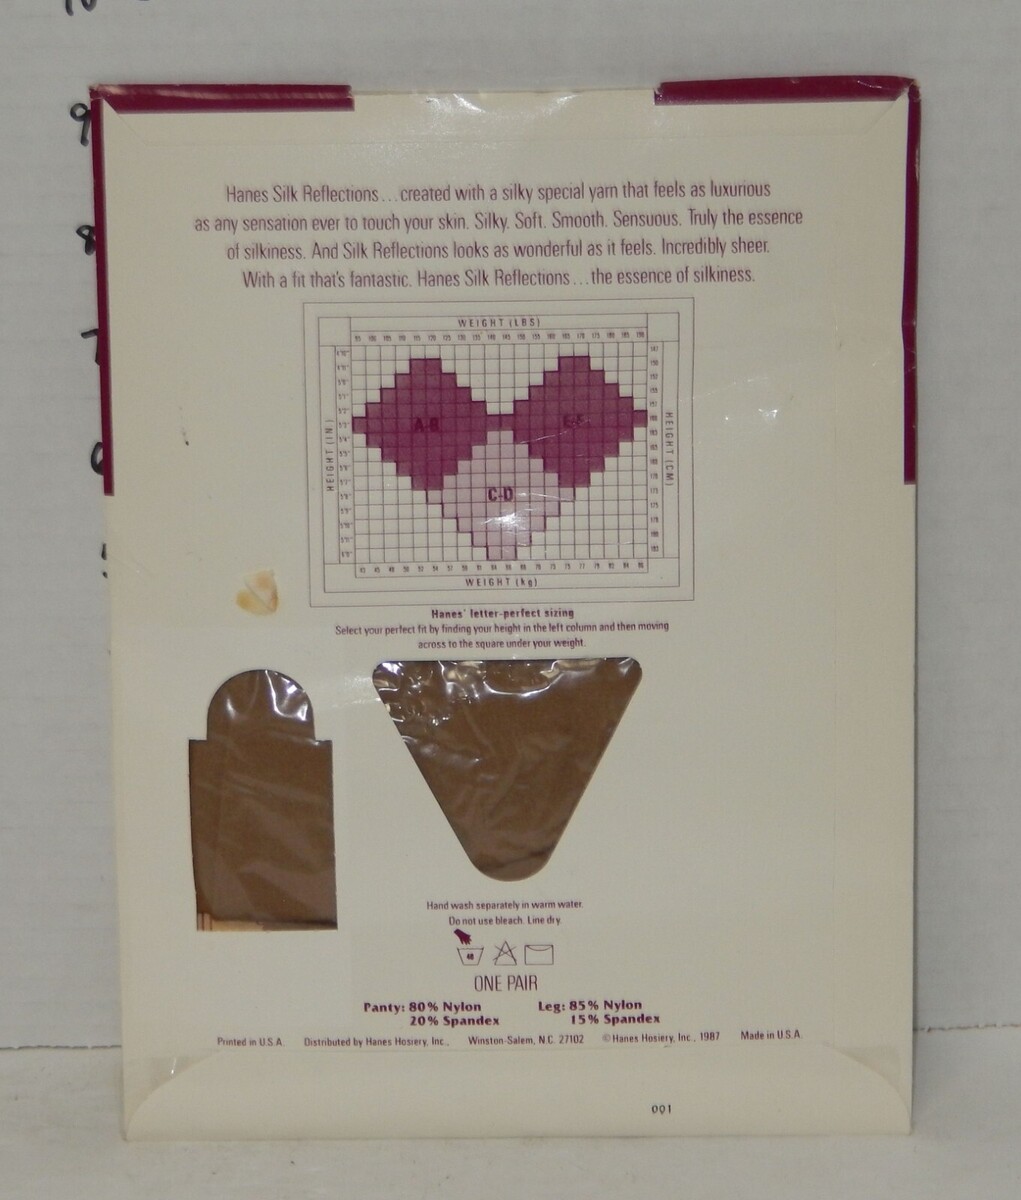 9
8
7
6
Hanes Silk Reflections...created with a silky special yarn that feels as luxurious
as any sensation ever to touch your skin. Silky. Soft. Smooth. Sensuous. Truly the essence
of silkiness. And Silk Reflections looks as wonderful as it feels. Incredibly sheer.
With a fit that's fantastic. Hanes Silk Reflections...the essence of silkiness.
WEIGHT (LBS)
HEIGHT (IN)
HEIGHT (CM)
A-B
E-F
C-D
WEIGHT (kg)
Hanes' letter-perfect sizing
Select your perfect fit by finding your height in the left column and then moving
across to the square under your weight.
Hand wash separately in warm water.
Do not use bleach. Line dry.
40
ONE PAIR
Panty: 80% Nylon Leg: 85% Nylon
20% Spandex 15% Spandex
Printed in U.S.A. Distributed by Hanes Hosiery, Inc., Winston-Salem, N.C. 27102 ©Hanes Hosiery, Inc., 1987 Made in U.S.A.
001